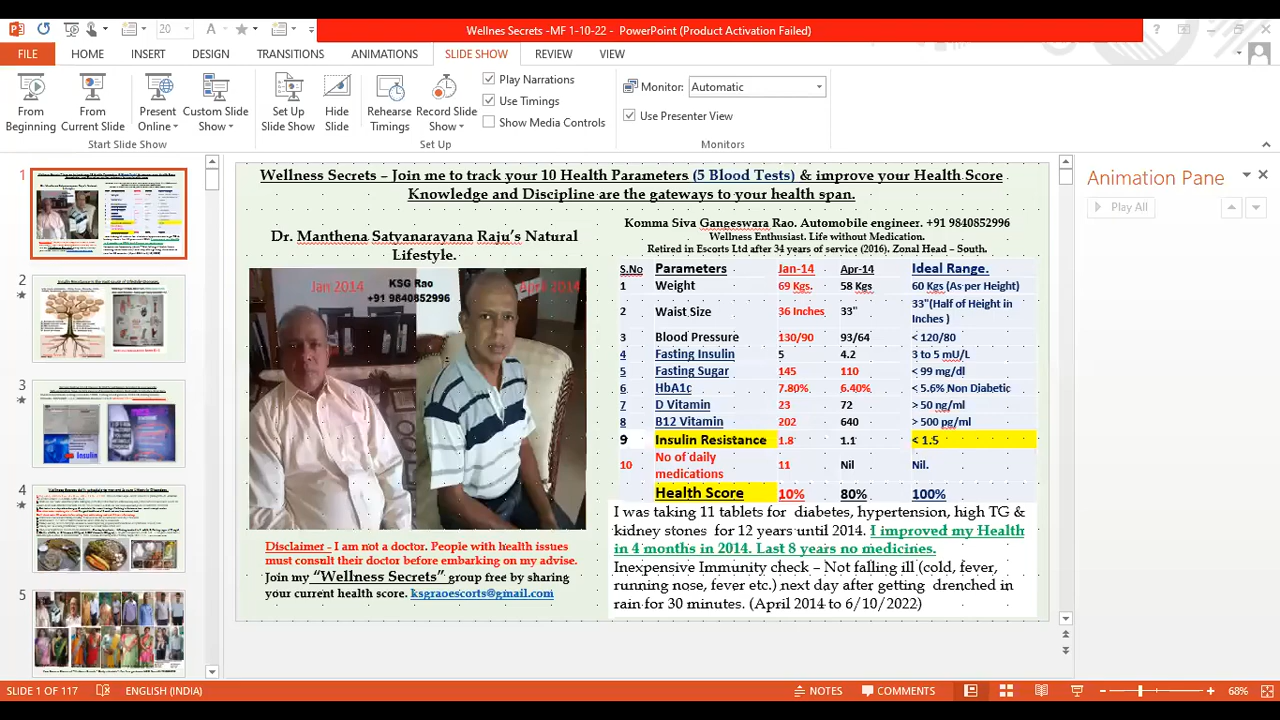 20
Wellnes Secrets -MF 1-10-22 - PowerPoint (Product Activation Failed)
FILE
HOME
INSERT
DESIGN
TRANSITIONS
ANIMATIONS
SLIDE SHOW
REVIEW
VIEW
From Beginning
From Current Slide
Present Online
Custom Slide Show
Set Up Slide Show
Hide Slide
Rehearse Timings
Record Slide Show
Play Narrations
Use Timings
Show Media Controls
Monitor: Automatic
Use Presenter View
Start Slide Show
Set Up
Monitors
1
2
3
4
5
Wellness Secrets – Join me to track your 10 Health Parameters (5 Blood Tests) & improve your Health Score
Knowledge and Discipline are the gateways to your health span.
Dr. Manthena Satyanarayana Raju's Natural
Lifestyle.
Jan 2014
KSG Rao
+91 9840852996
April 2014
Disclaimer - I am not a doctor. People with health issues
must consult their doctor before embarking on my advise.
Join my "Wellness Secrets" group free by sharing
your current health score. ksgraoescorts@gmail.com
Komma Siva Gangeswara Rao. Automobile engineer. +91 9840852996
Wellness Enthusiast. Life without Medication.
Retired in Escorts Ltd after 34 years of service (2016). Zonal Head – South.
S.No Parameters Jan-14 Apr-14 Ideal Range.
1 Weight 69 Kgs. 58 Kgs 60 Kgs (As per Height)
2 Waist Size 36 Inches 33" 33"(Half of Height in
Inches )
3 Blood Pressure 130/90 93/64 < 120/80
4 Fasting Insulin 5 4.2 3 to 5 mU/L
5 Fasting Sugar 145 110 < 99 mg/dl
6 HbA1c 7.80% 6.40% < 5.6% Non Diabetic
7 D Vitamin 23 72 > 50 ng/ml
8 B12 Vitamin 202 640 > 500 pg/ml
9 Insulin Resistance 1.8 1.1 < 1.5
10 No of daily
medications 11 Nil Nil.
Health Score 10% 80% 100%
I was taking 11 tablets for diabetes, hypertension, high TG &
kidney stones for 12 years until 2014. I improved my Health
in 4 months in 2014. Last 8 years no medicines.
Inexpensive Immunity check – Not falling ill (cold, fever,
running nose, fever etc.) next day after getting drenched in
rain for 30 minutes. (April 2014 to 6/10/2022)
Animation Pane
Play All
SLIDE 1 OF 117
ENGLISH (INDIA)
NOTES
COMMENTS
68%